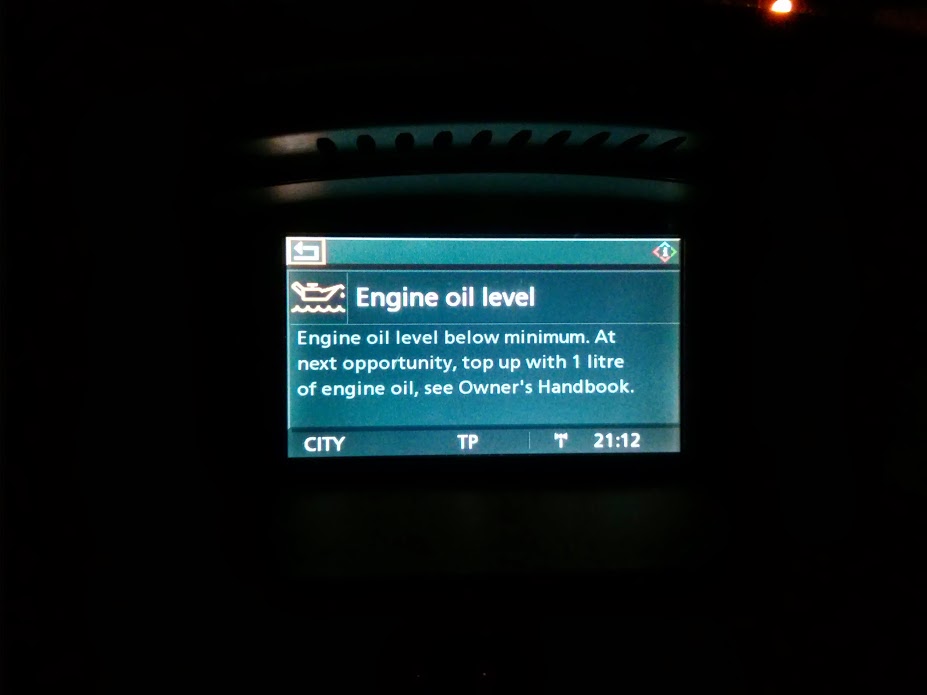 Engine oil level
Engine oil level below minimum. At
next opportunity, top up with 1 litre
of engine oil, see Owner's Handbook.
CITY TP 21:12